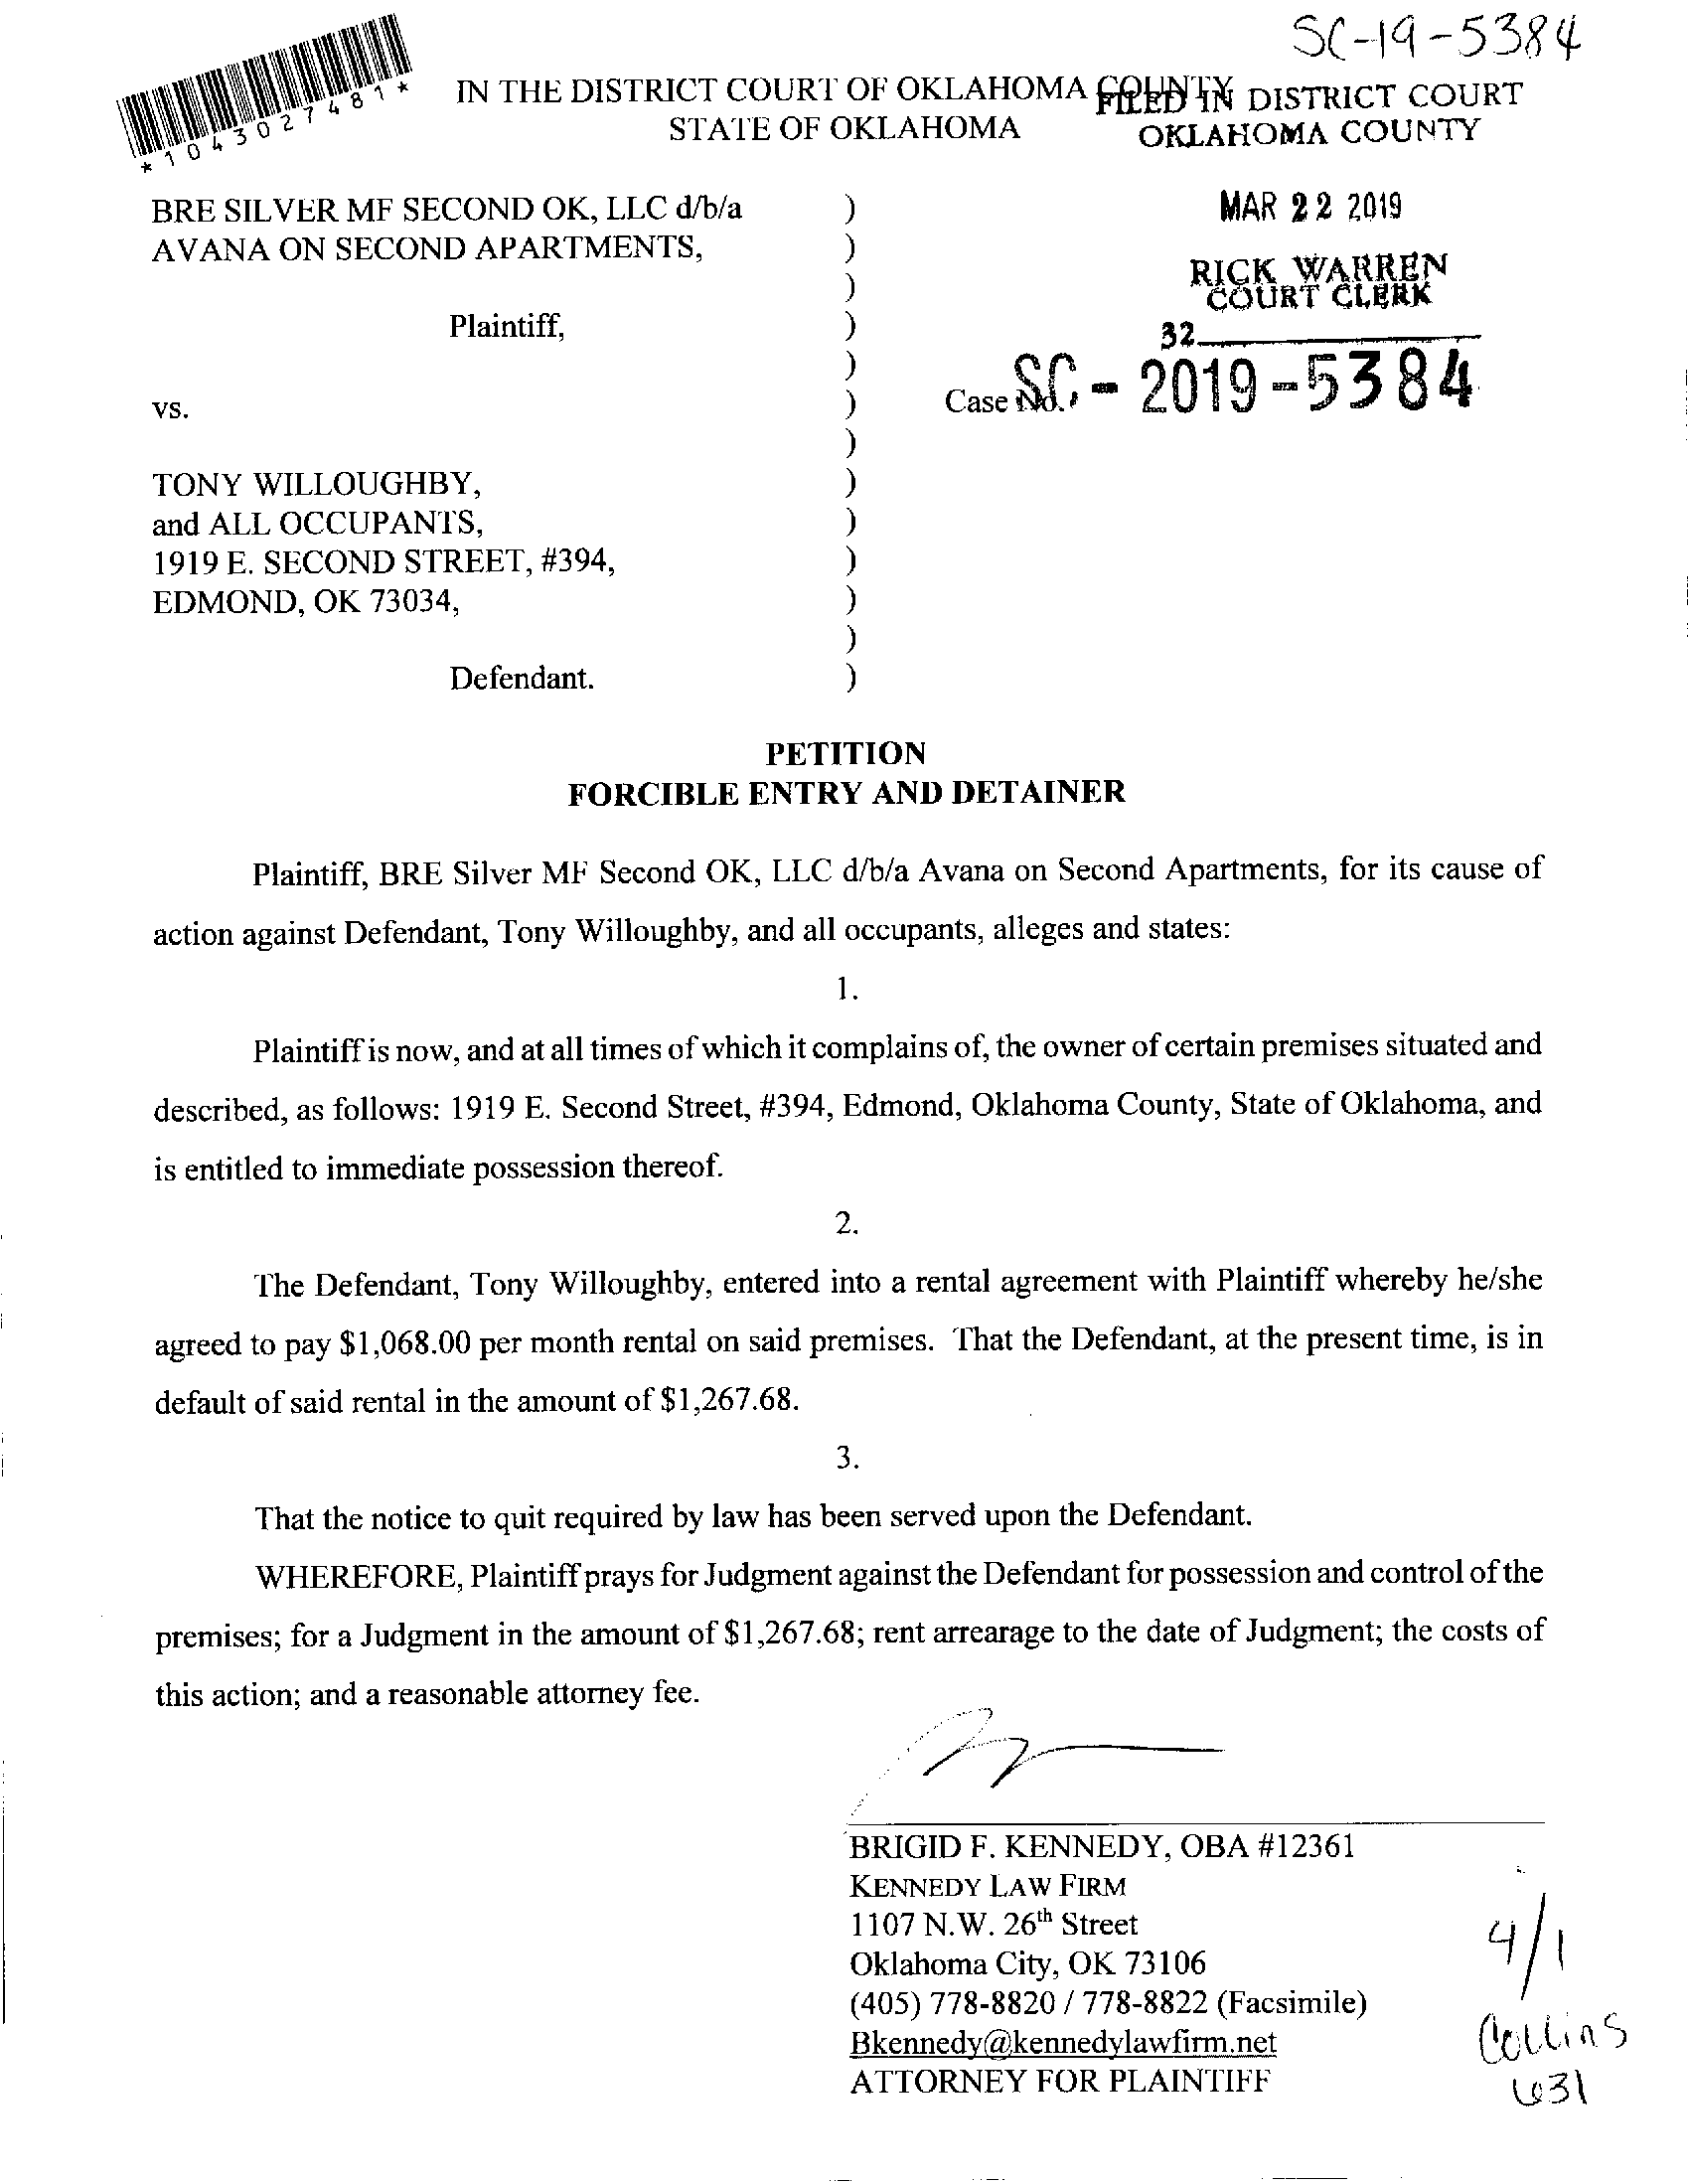 SC-19-5384
*1043027481*
IN THE DISTRICT COURT OF OKLAHOMA COUNTY
STATE OF OKLAHOMA
FILED IN DISTRICT COURT
OKLAHOMA COUNTY
MAR 22 2019
RICK WARREN
COURT CLERK
32
BRE SILVER MF SECOND OK, LLC d/b/a )
AVANA ON SECOND APARTMENTS, )
)
Plaintiff, )
)
vs. ) Case No. SC-2019-5384
)
TONY WILLOUGHBY, )
and ALL OCCUPANTS, )
1919 E. SECOND STREET, #394, )
EDMOND, OK 73034, )
)
Defendant. )
PETITION
FORCIBLE ENTRY AND DETAINER
Plaintiff, BRE Silver MF Second OK, LLC d/b/a Avana on Second Apartments, for its cause of
action against Defendant, Tony Willoughby, and all occupants, alleges and states:
1.
Plaintiff is now, and at all times of which it complains of, the owner of certain premises situated and
described, as follows: 1919 E. Second Street, #394, Edmond, Oklahoma County, State of Oklahoma, and
is entitled to immediate possession thereof.
2.
The Defendant, Tony Willoughby, entered into a rental agreement with Plaintiff whereby he/she
agreed to pay $1,068.00 per month rental on said premises. That the Defendant, at the present time, is in
default of said rental in the amount of $1,267.68.
3.
That the notice to quit required by law has been served upon the Defendant.
WHEREFORE, Plaintiff prays for Judgment against the Defendant for possession and control of the
premises; for a Judgment in the amount of $1,267.68; rent arrearage to the date of Judgment; the costs of
this action; and a reasonable attorney fee.
BRIGID F. KENNEDY, OBA #12361
KENNEDY LAW FIRM
1107 N.W. 26th Street
Oklahoma City, OK 73106
(405) 778-8820 / 778-8822 (Facsimile)
Bkennedy@kennedylawfirm.net
ATTORNEY FOR PLAINTIFF
4/1
Collins
631